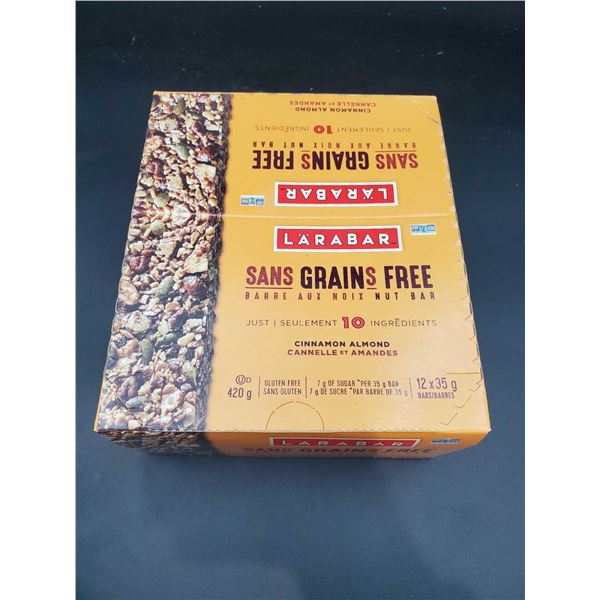 CINNAMON ALMOND
CANNELLE ET AMANDES
JUST | SEULEMENT 10 INGRËDIENTS
SANS GRAINS FREE
BARRE AUX NOIX NUT BAR
LÄRABAR
LÄRABAR
SANS GRAINS FREE
BARRE AUX NOIX NUT BAR
JUST | SEULEMENT 10 INGRËDIENTS
CINNAMON ALMOND
CANNELLE ET AMANDES
U D
420 g
GLUTEN FREE
SANS GLUTEN
7 g OF SUGAR *PER 35 g BAR
7 g DE SUCRE *PAR BARRE DE 35 g
12 x 35 g
BARS/BARRES
LÄRABAR
SANS GRAINS FREE